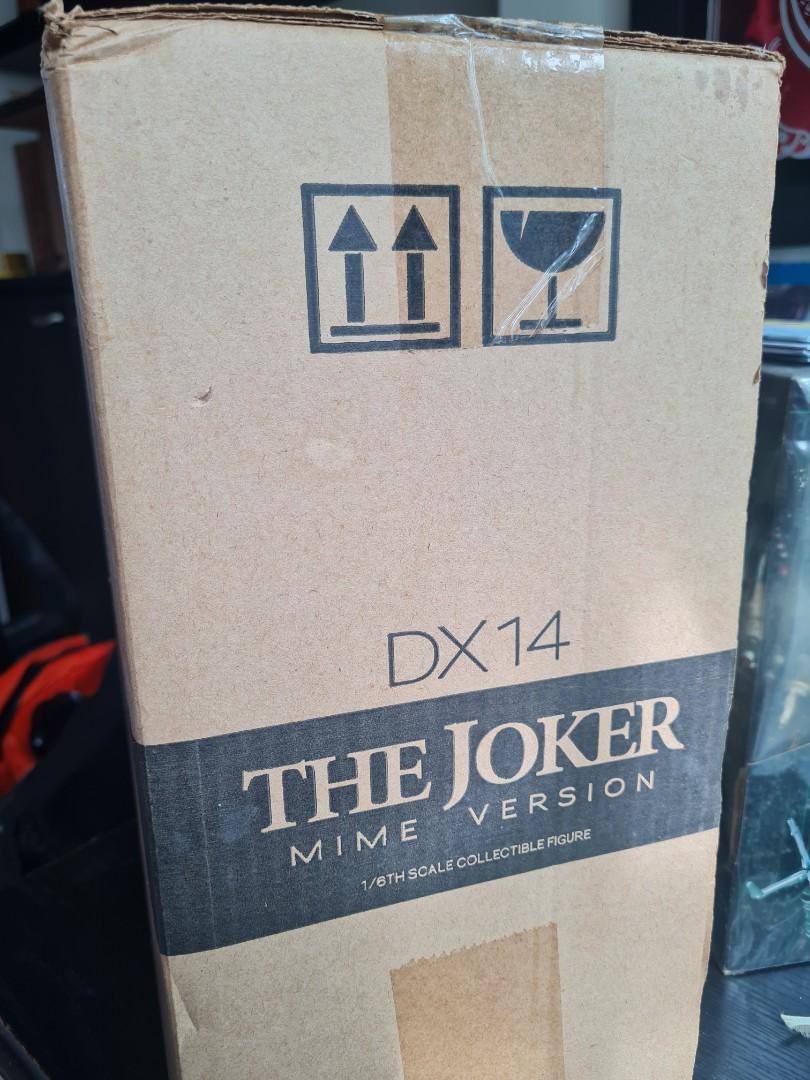 DX14
THE JOKER
MIME VERSION
1/6TH SCALE COLLECTIBLE FIGURE